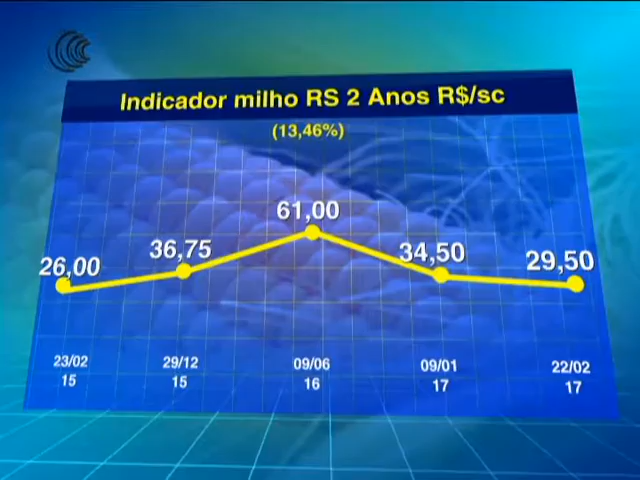 Indicador milho RS 2 Anos R$/sc
(13,46%)
61,00
36,75
34,50
26,00
29,50
23/02 29/12 09/06 09/01 22/02
15 15 16 17 17